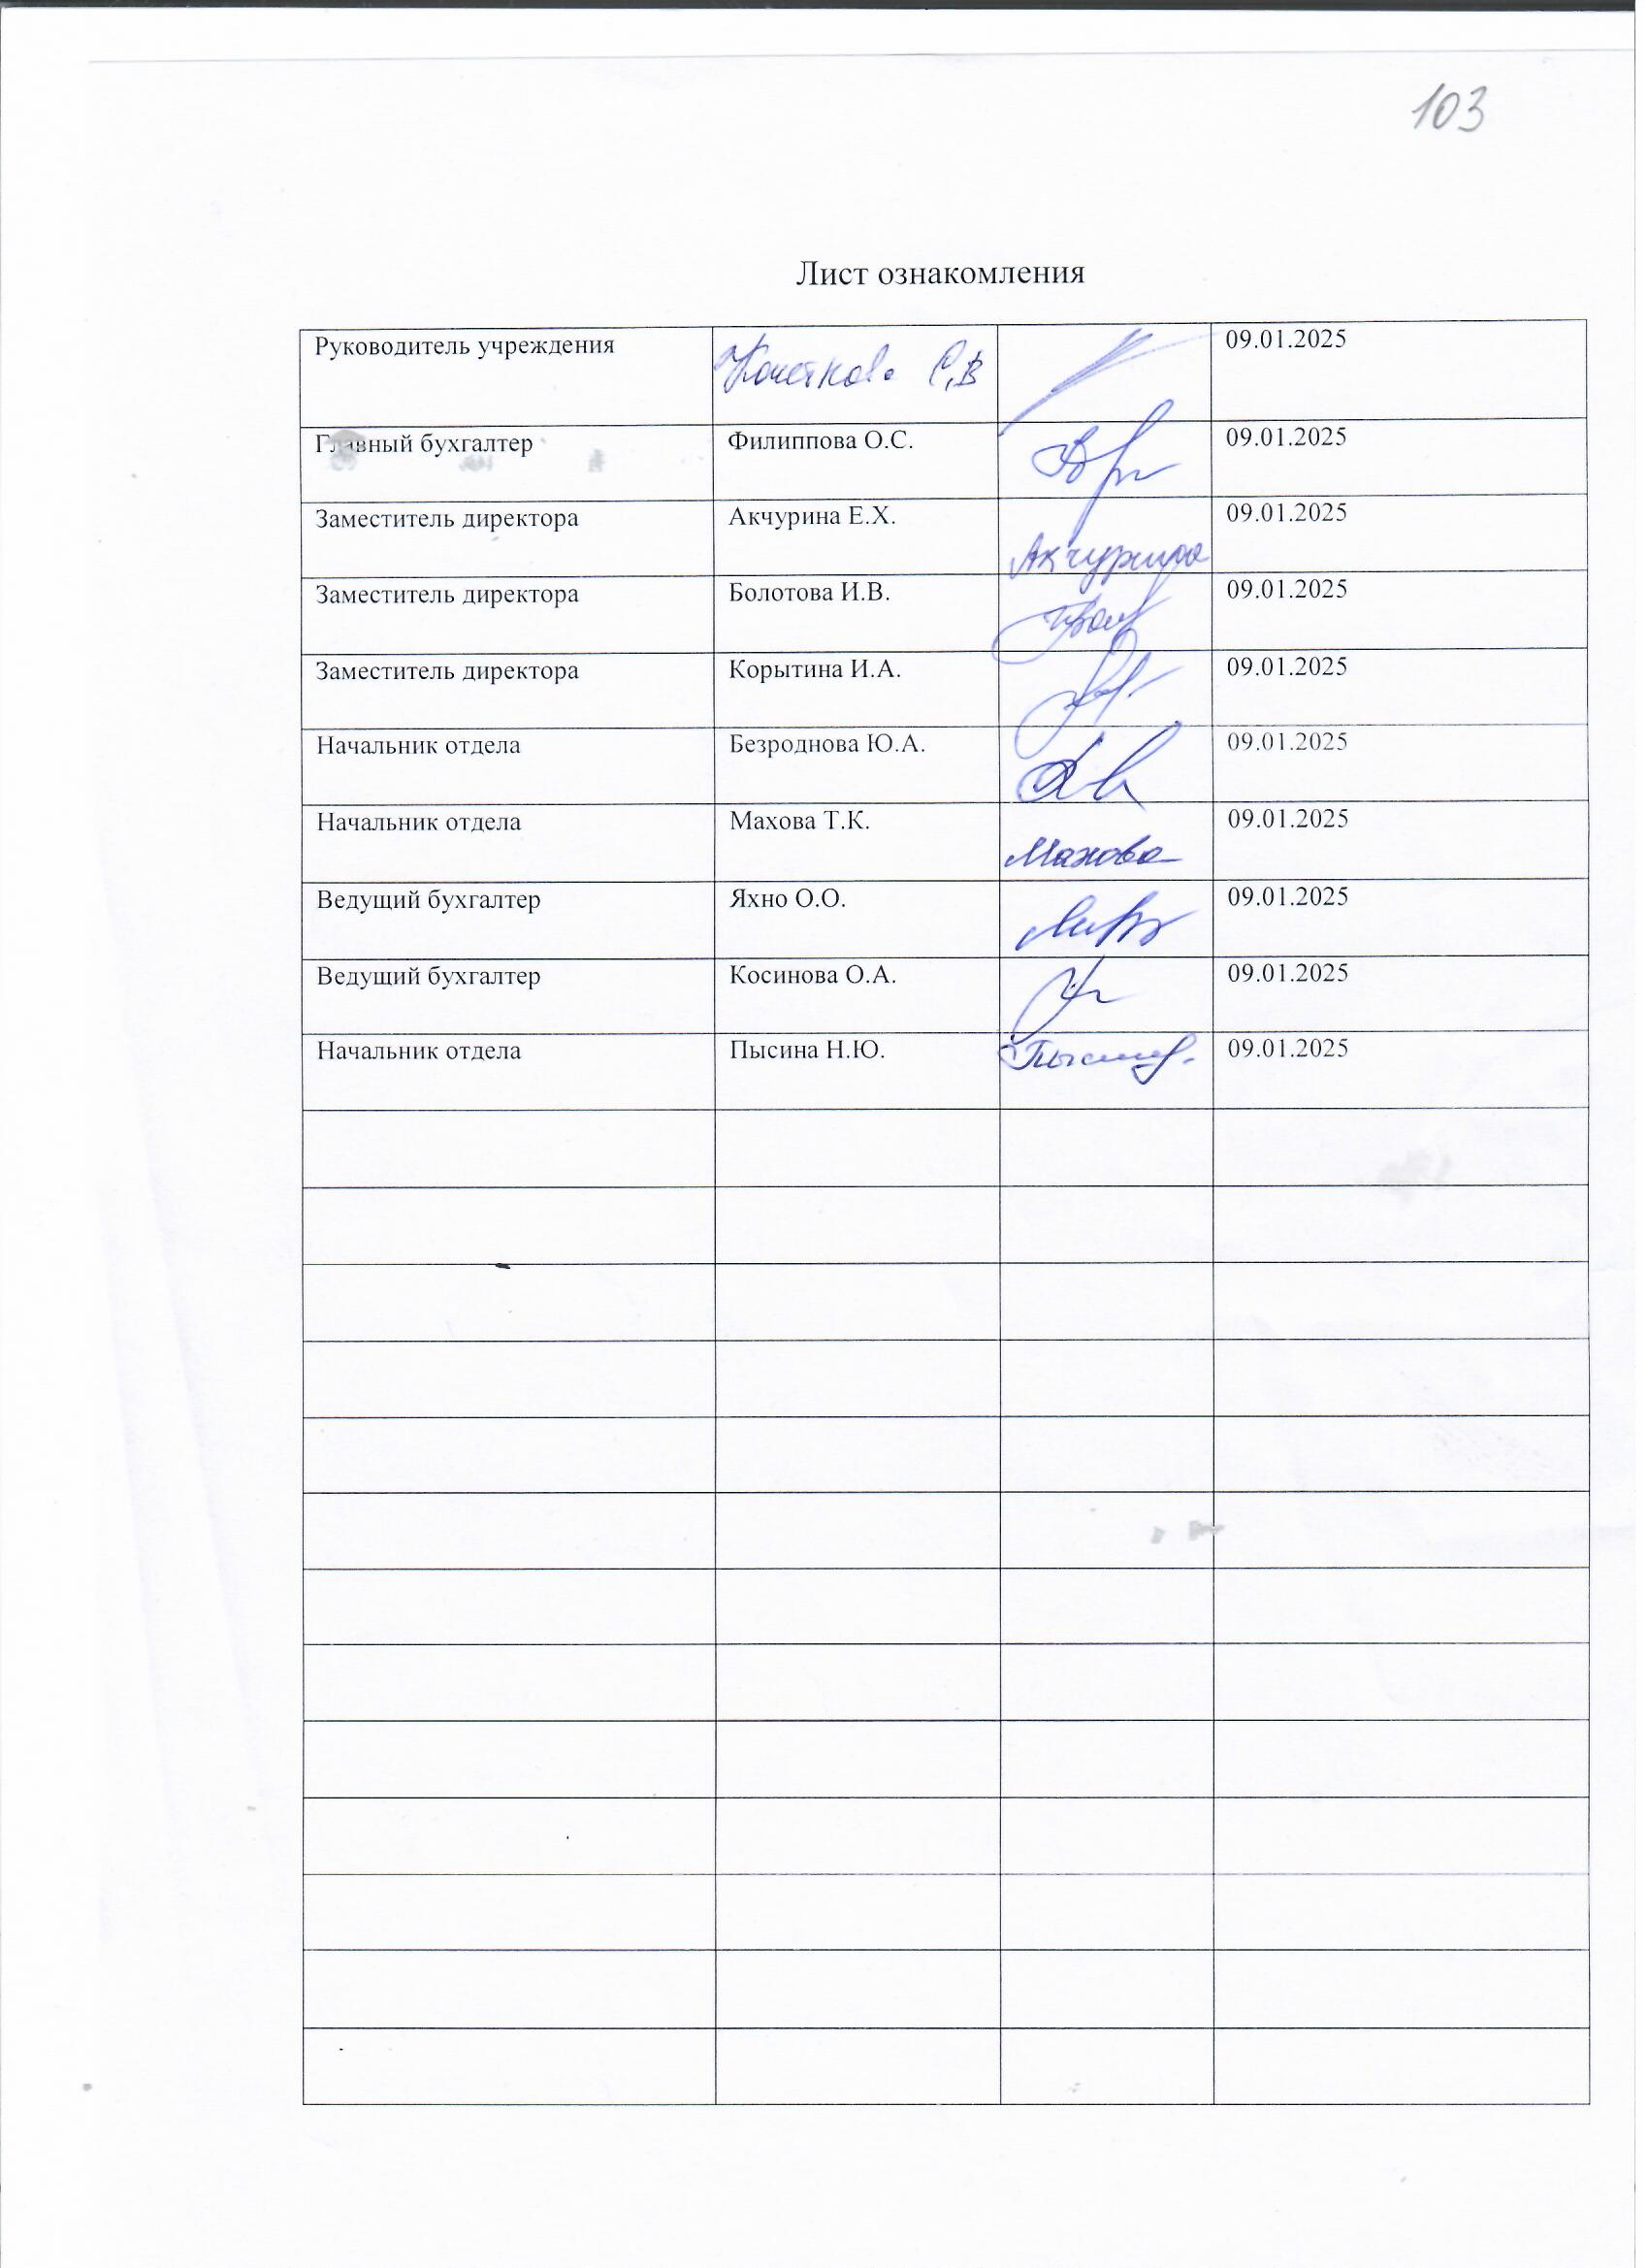 103
Лист ознакомления
Руководитель учреждения Кочеткова С,В 09.01.2025
Главный бухгалтер Филиппова О.С. 09.01.2025
Заместитель директора Акчурина Е.Х. Акчурина 09.01.2025
Заместитель директора Болотова И.В. 09.01.2025
Заместитель директора Корытина И.А. 09.01.2025
Начальник отдела Безроднова Ю.А. 09.01.2025
Начальник отдела Махова Т.К. Махова 09.01.2025
Ведущий бухгалтер Яхно О.О. 09.01.2025
Ведущий бухгалтер Косинова О.А. 09.01.2025
Начальник отдела Пысина Н.Ю. 09.01.2025